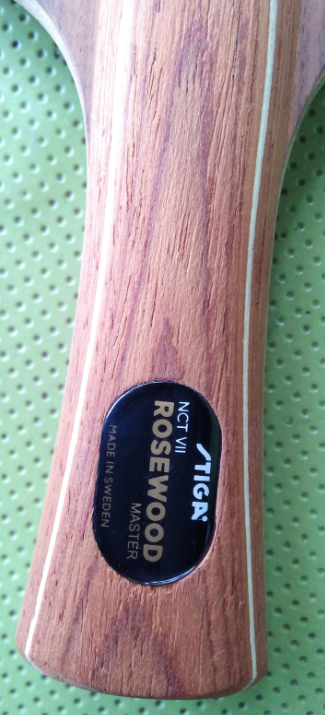 STIGA
NCT VII
ROSEWOOD
MASTER
MADE IN SWEDEN